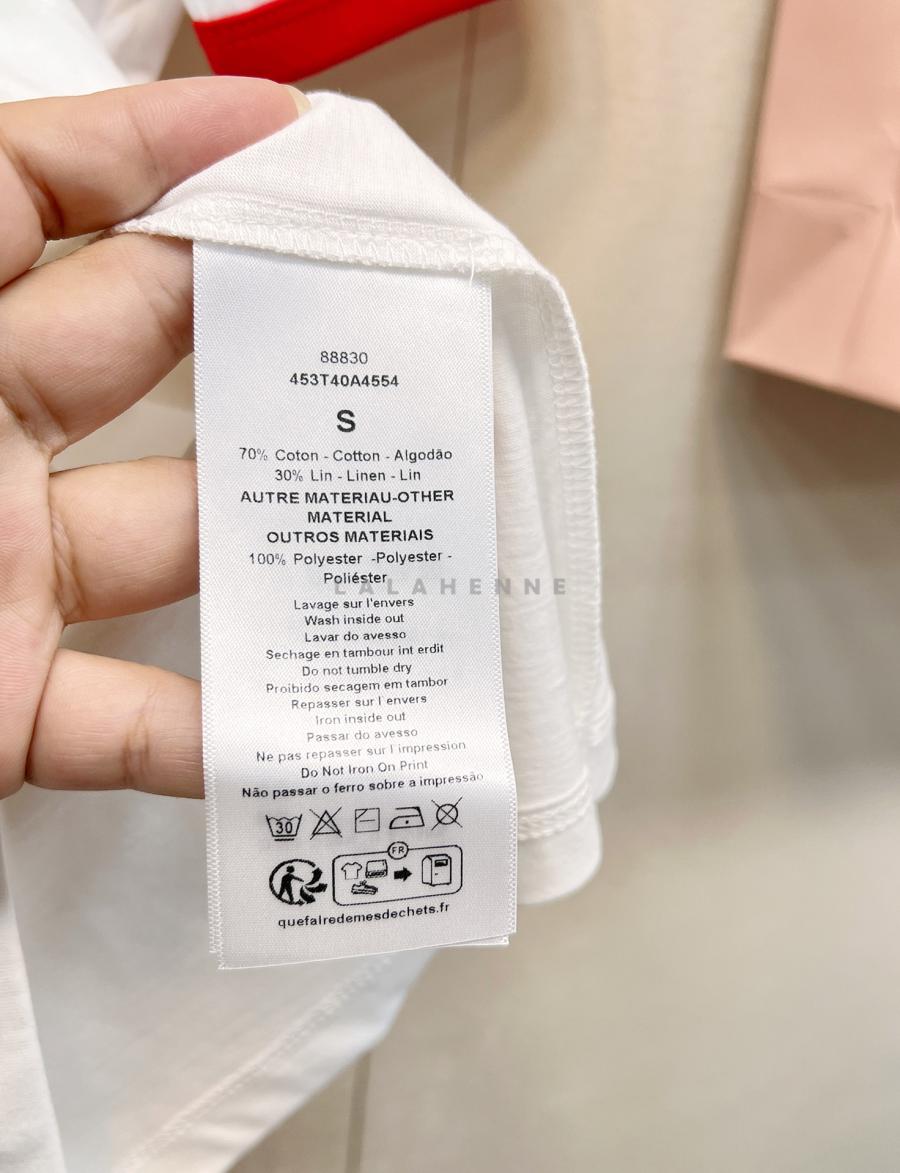 88830
453T40A4554
S
70% Coton - Cotton - Algodão
30% Lin - Linen - Lin
AUTRE MATERIAU-OTHER
MATERIAL
OUTROS MATERIAIS
100% Polyester -Polyester -
Poliéster
LALAHENNE
Lavage sur l'envers
Wash inside out
Lavar do avesso
Sechage en tambour int erdit
Do not tumble dry
Proibido secagem em tambor
Repasser sur l envers
Iron inside out
Passar do avesso
Ne pas repasser sur l impression
Do Not Iron On Print
Não passar o ferro sobre a impressão
30
FR
quefairedemesdechets.fr